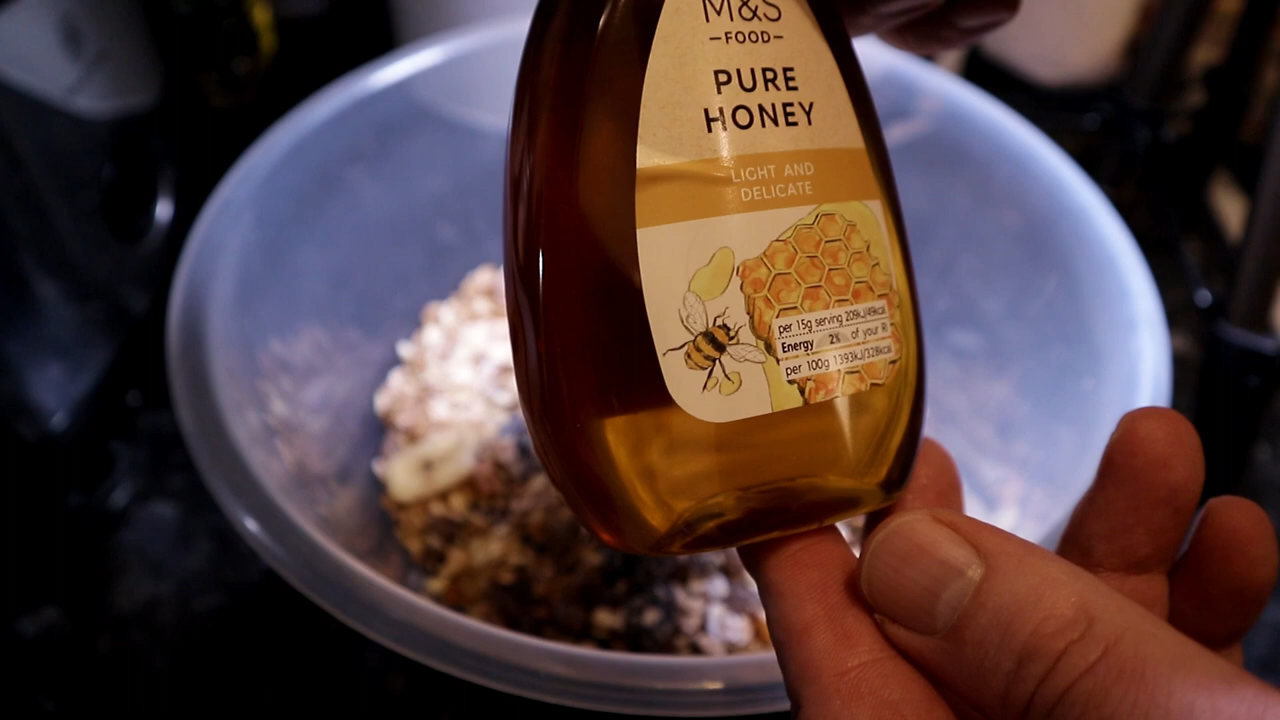 M&S
—FOOD—
PURE
HONEY
LIGHT AND
DELICATE
per 15g serving 209kJ/49kcal
Energy 2% of your RI
per 100g 1393kJ/328kcal